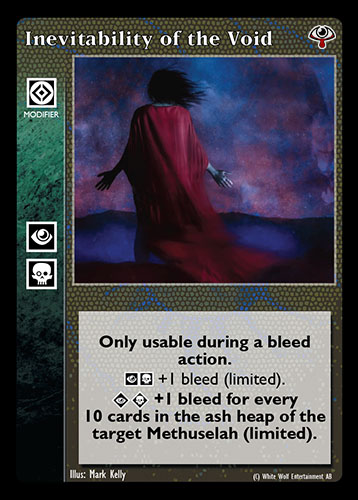 Inevitability of the Void
MODIFIER
Only usable during a bleed
action.
+1 bleed (limited).
+1 bleed for every
10 cards in the ash heap of the
target Methuselah (limited).
Illus: Mark Kelly
(C) White Wolf Entertainment AB